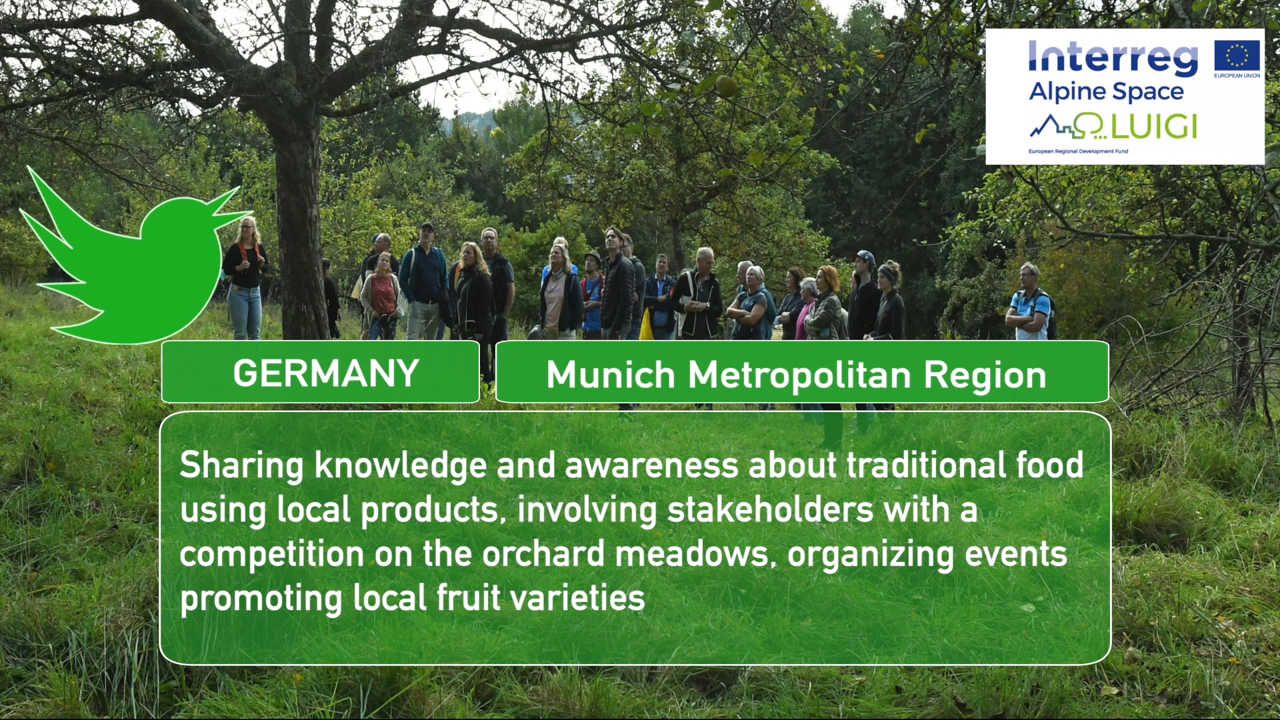 Interreg
EUROPEAN UNION
Alpine Space
LUIGI
European Regional Development Fund
GERMANY
Munich Metropolitan Region
Sharing knowledge and awareness about traditional food
using local products, involving stakeholders with a
competition on the orchard meadows, organizing events
promoting local fruit varieties